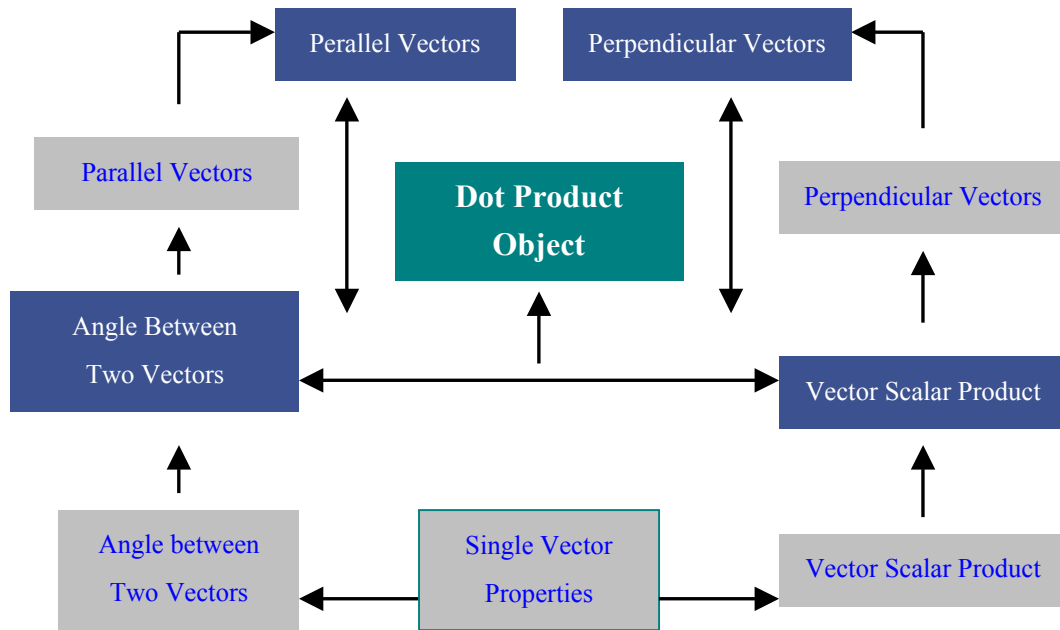 Perallel Vectors
Perpendicular Vectors
Parallel Vectors
Dot Product
Object
Perpendicular Vectors
Angle Between
Two Vectors
Vector Scalar Product
Angle between
Two Vectors
Single Vector
Properties
Vector Scalar Product